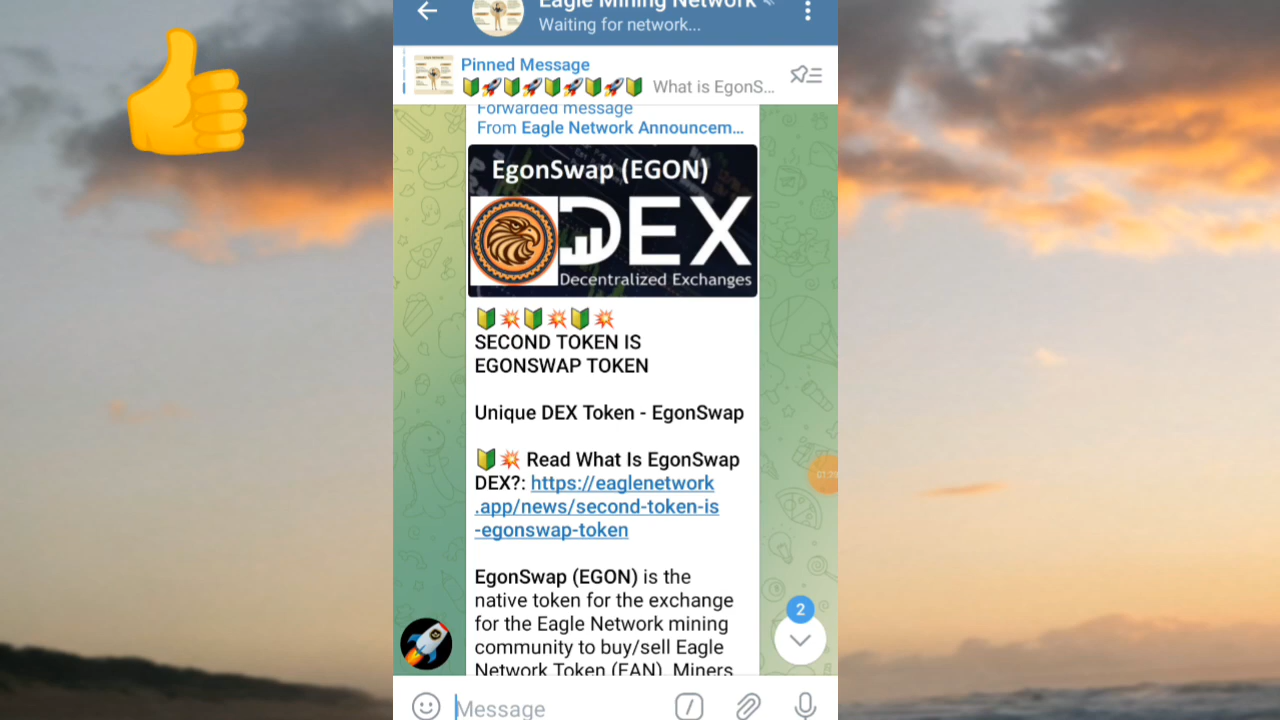 Eagle Mining Network
Waiting for network...
Pinned Message
What is EgonS...
Forwarded message
From Eagle Network Announcem...
EgonSwap (EGON)
DEX
Decentralized Exchanges
SECOND TOKEN IS
EGONSWAP TOKEN
Unique DEX Token - EgonSwap
Read What Is EgonSwap
DEX?: https://eaglenetwork
.app/news/second-token-is
-egonswap-token
EgonSwap (EGON) is the
native token for the exchange
for the Eagle Network mining
community to buy/sell Eagle
Network Token (EAN). Miners
2
Message